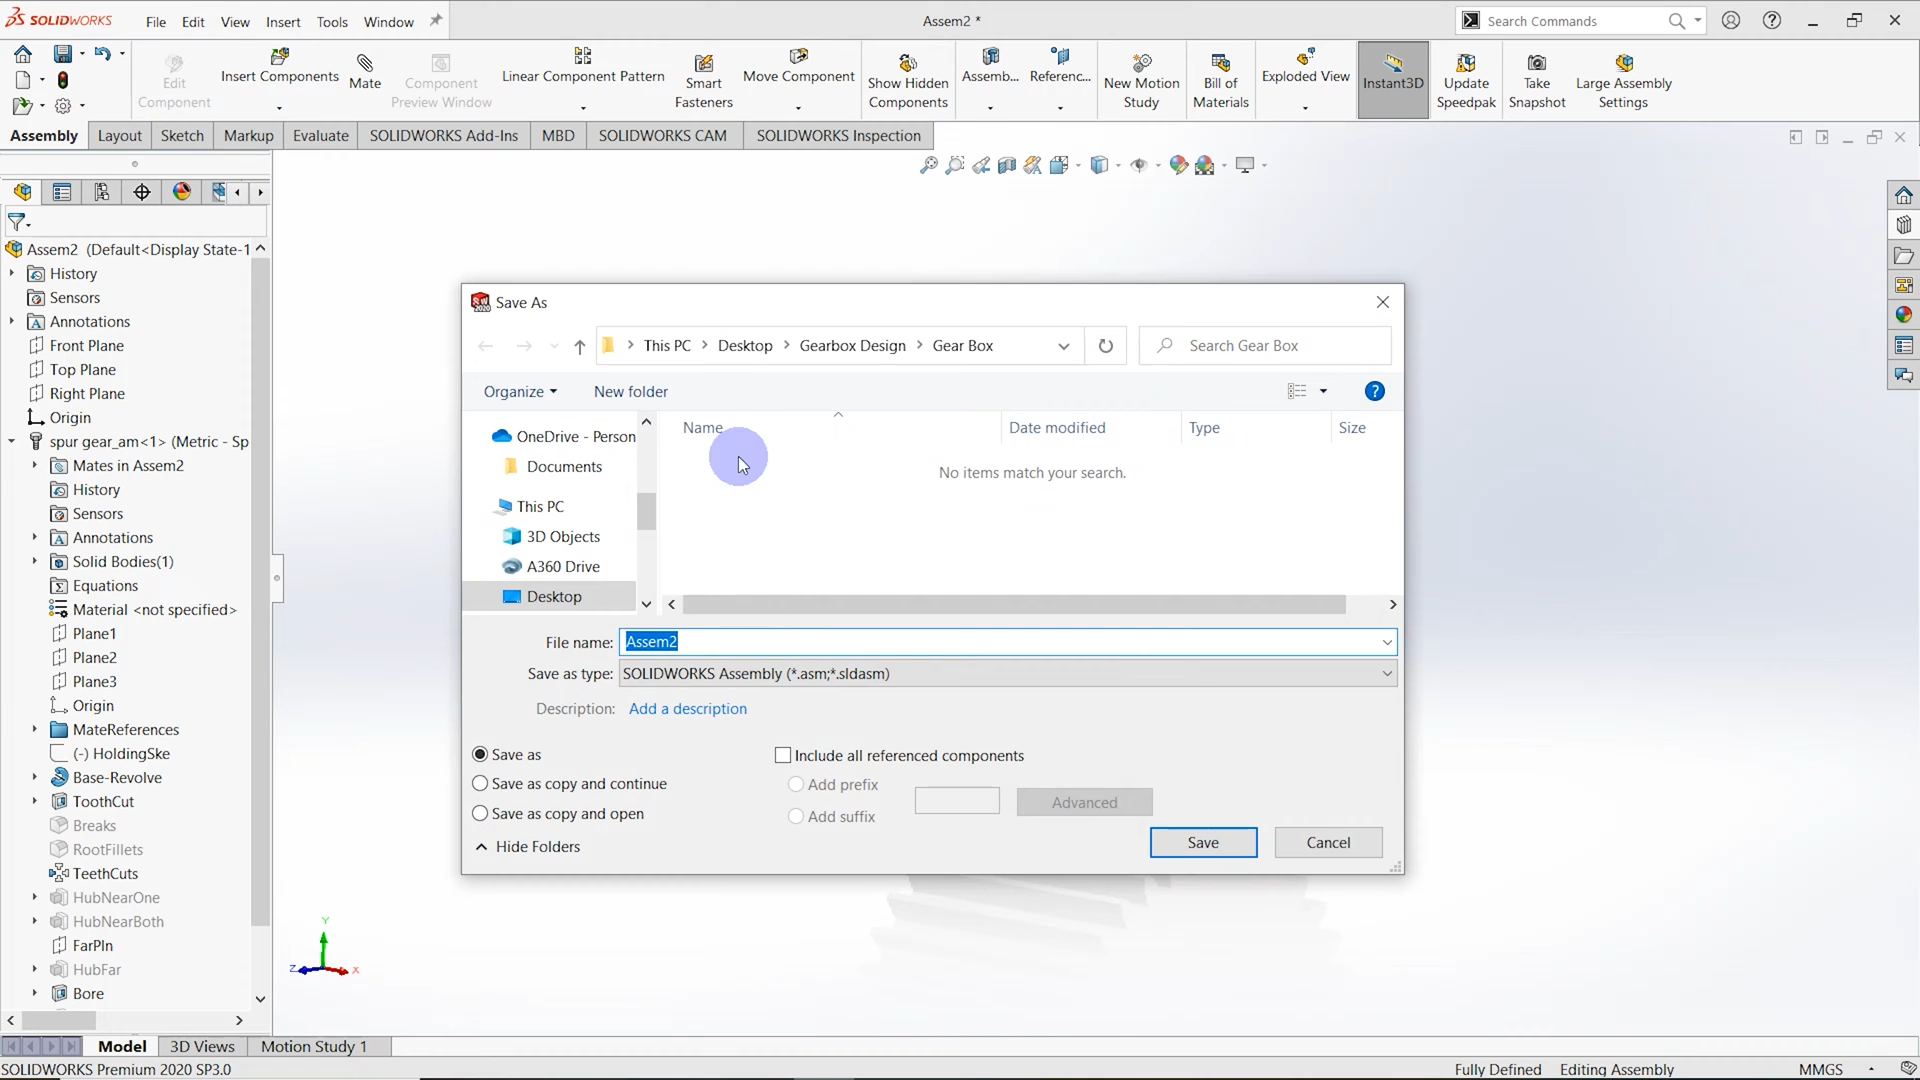 SOLIDWORKS File Edit View Insert Tools Window
Assem2 *
Search Commands
Edit Component
Insert Components
Mate
Component Preview Window
Linear Component Pattern
Smart Fasteners
Move Component
Show Hidden Components
Assemb...
Referenc...
New Motion Study
Bill of Materials
Exploded View
Instant3D
Update Speedpak
Take Snapshot
Large Assembly Settings
Assembly Layout Sketch Markup Evaluate SOLIDWORKS Add-Ins MBD SOLIDWORKS CAM SOLIDWORKS Inspection
Assem2 (Default<Display State-1
History
Sensors
Annotations
Front Plane
Top Plane
Right Plane
Origin
spur gear_am<1> (Metric - Sp
Mates in Assem2
History
Sensors
Annotations
Solid Bodies(1)
Equations
Material <not specified>
Plane1
Plane2
Plane3
Origin
MateReferences
(-) HoldingSke
Base-Revolve
ToothCut
Breaks
RootFillets
TeethCuts
HubNearOne
HubNearBoth
FarPln
HubFar
Bore
Save As
This PC > Desktop > Gearbox Design > Gear Box
Search Gear Box
Organize New folder
OneDrive - Person
Documents
This PC
3D Objects
A360 Drive
Desktop
Name Date modified Type Size
No items match your search.
File name: Assem2
Save as type: SOLIDWORKS Assembly (*.asm;*.sldasm)
Description: Add a description
Save as
Save as copy and continue
Save as copy and open
Include all referenced components
Add prefix
Add suffix
Advanced
Hide Folders
Save Cancel
Y
Z X
Model 3D Views Motion Study 1
SOLIDWORKS Premium 2020 SP3.0
Fully Defined Editing Assembly MMGS